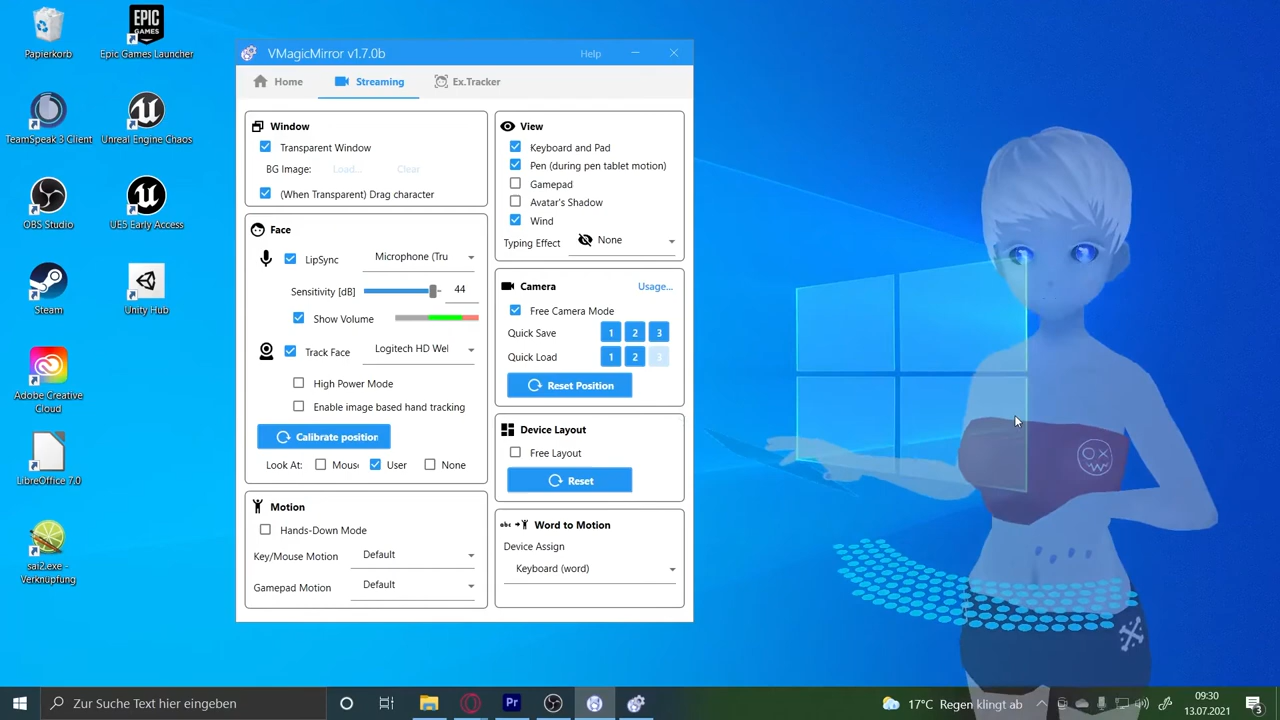 Papierkorb
Epic Games Launcher
TeamSpeak 3 Client
Unreal Engine Chaos
OBS Studio
UE5 Early Access
Steam
Unity Hub
Adobe Creative
Cloud
LibreOffice 7.0
sai2.exe -
Verknüpfung
EPIC
GAMES
VMagicMirror v1.7.0b
Help
Home
Streaming
Ex.Tracker
Window
Transparent Window
BG Image:
Load...
Clear
(When Transparent) Drag character
Face
LipSync
Microphone (Tru
Sensitivity [dB]
44
Show Volume
Track Face
Logitech HD Wel
High Power Mode
Enable image based hand tracking
Calibrate position
Look At:
Mouse
User
None
Motion
Hands-Down Mode
Key/Mouse Motion
Default
Gamepad Motion
Default
View
Keyboard and Pad
Pen (during pen tablet motion)
Gamepad
Avatar's Shadow
Wind
Typing Effect
None
Camera
Usage...
Free Camera Mode
Quick Save
1 2 3
Quick Load
1 2 3
Reset Position
Device Layout
Free Layout
Reset
abc
Word to Motion
Device Assign
Keyboard (word)
Zur Suche Text hier eingeben
Pr
17°C Regen klingt ab
09:30
13.07.2021
3